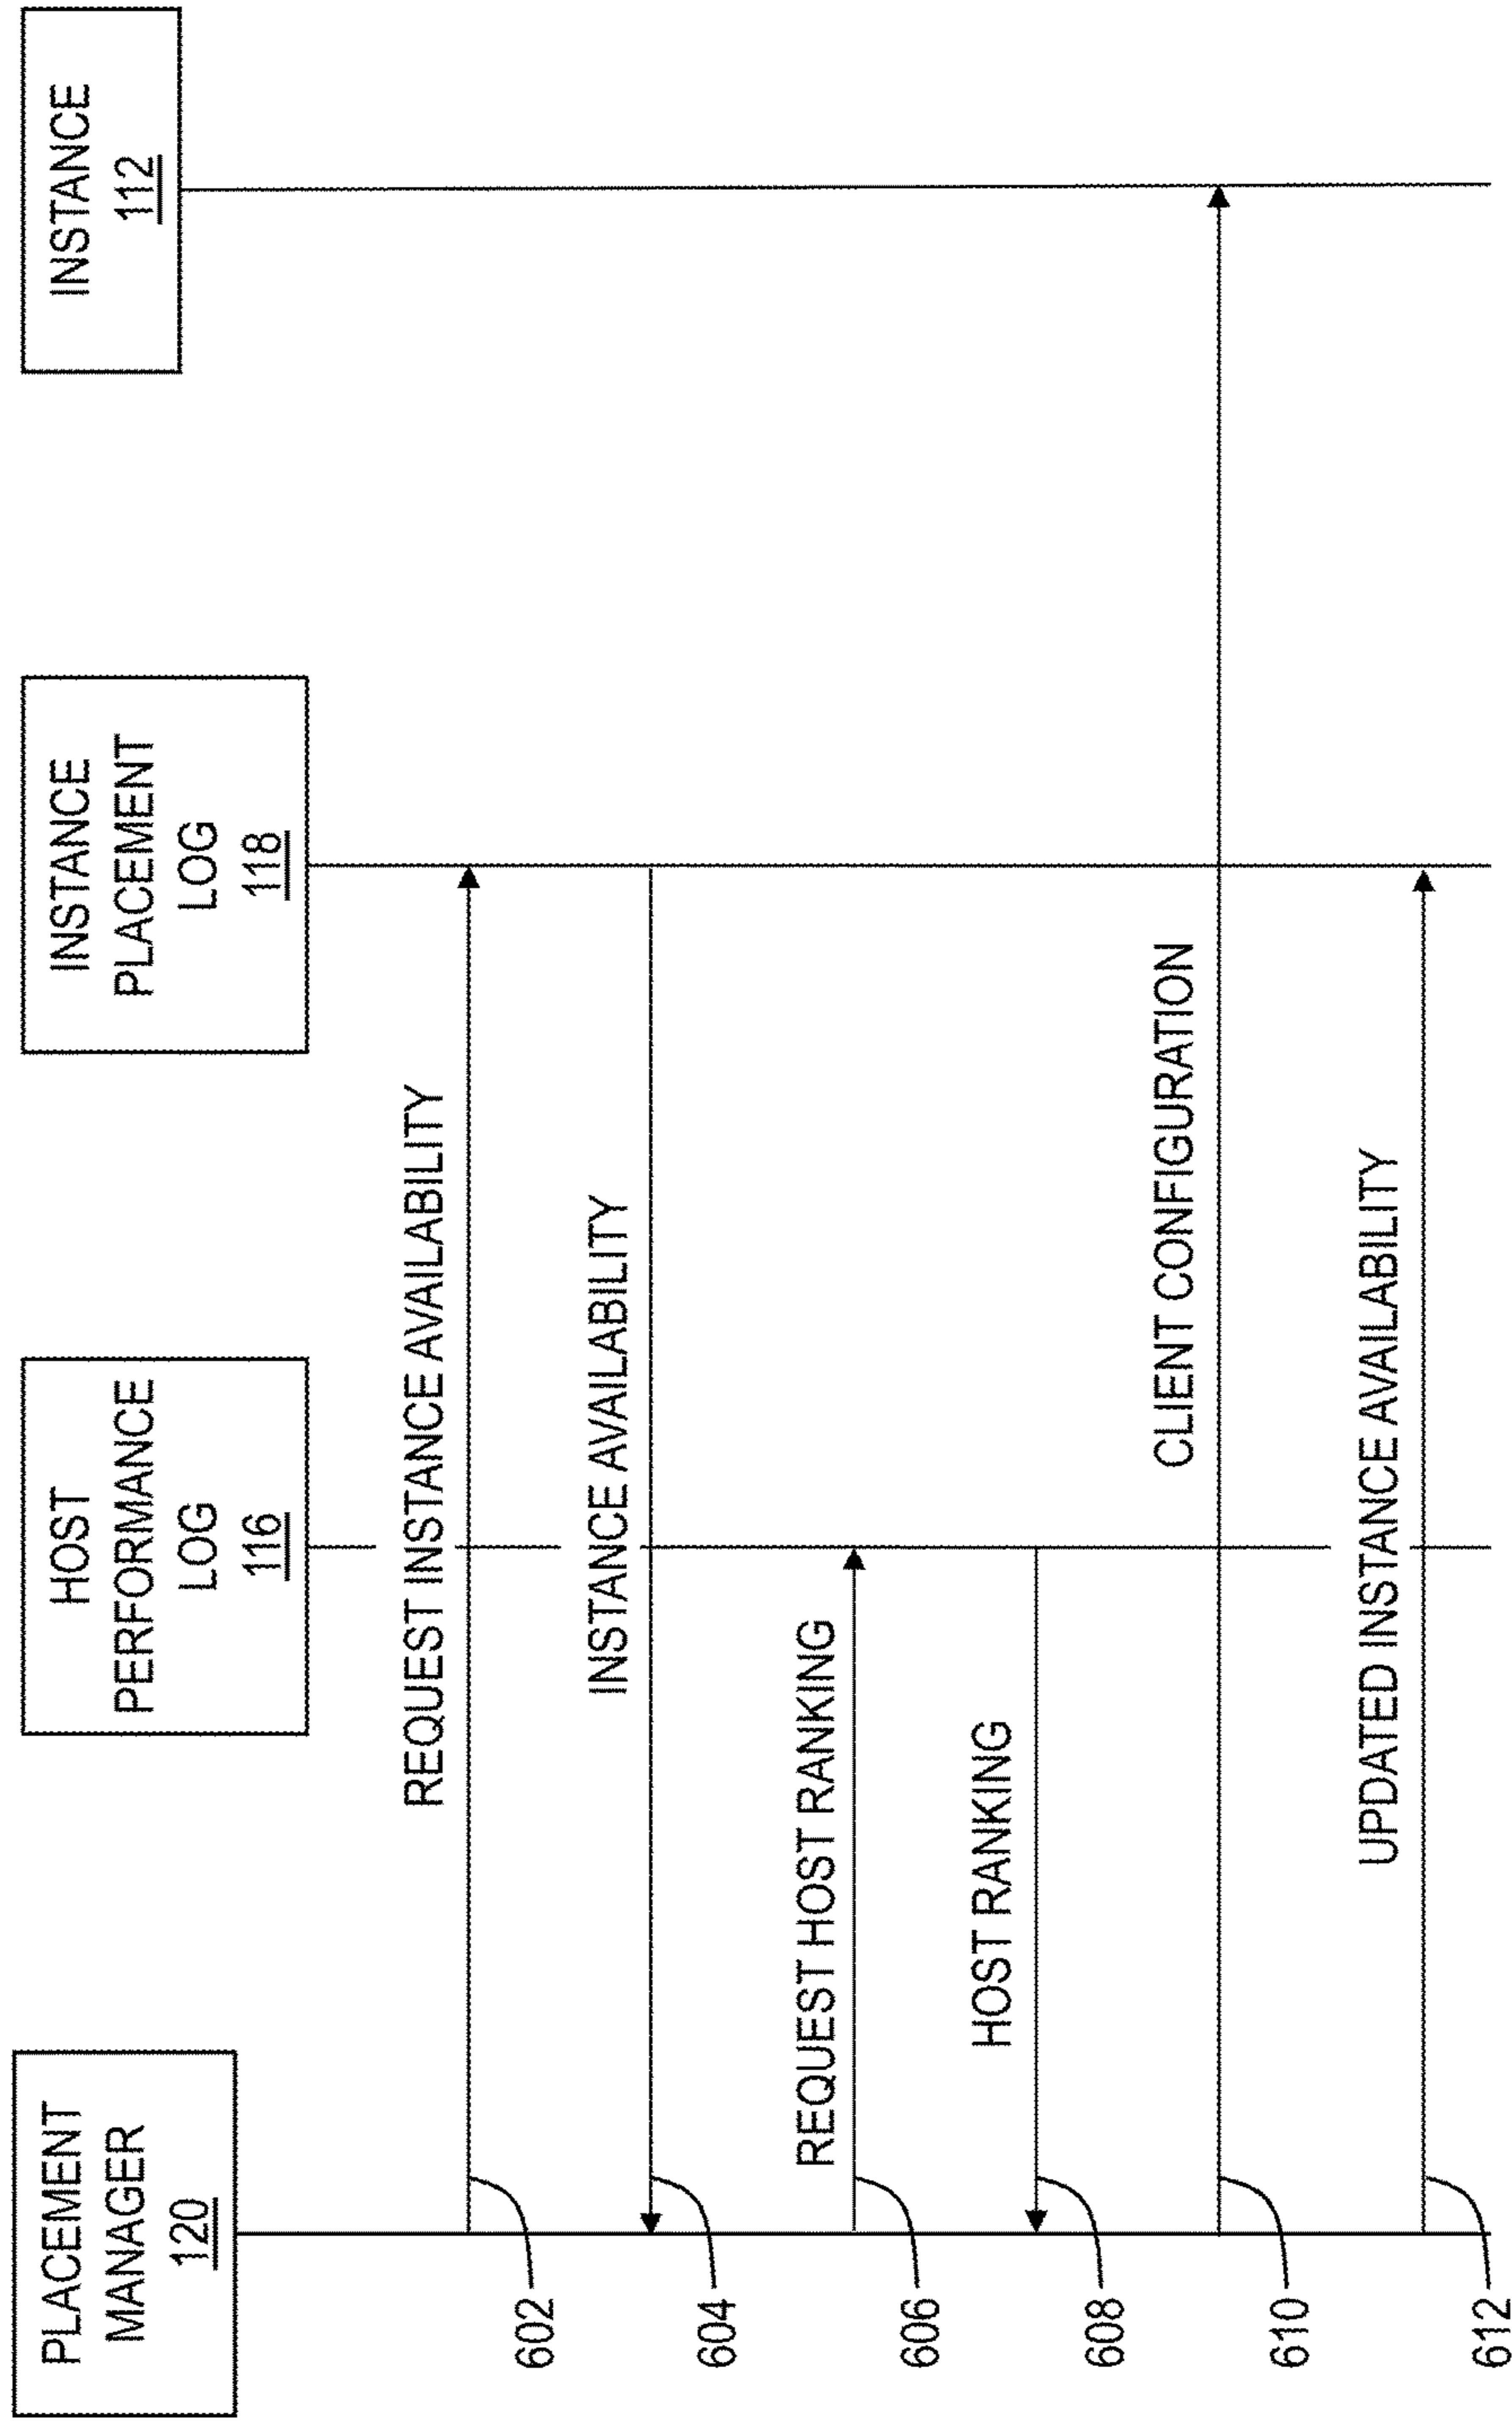 PLACEMENT
MANAGER
120
HOST
PERFORMANCE
LOG
116
INSTANCE
PLACEMENT
LOG
118
INSTANCE
112
REQUEST INSTANCE AVAILABILITY
602
INSTANCE AVAILABILITY
604
REQUEST HOST RANKING
606
HOST RANKING
608
CLIENT CONFIGURATION
610
UPDATED INSTANCE AVAILABILITY
612